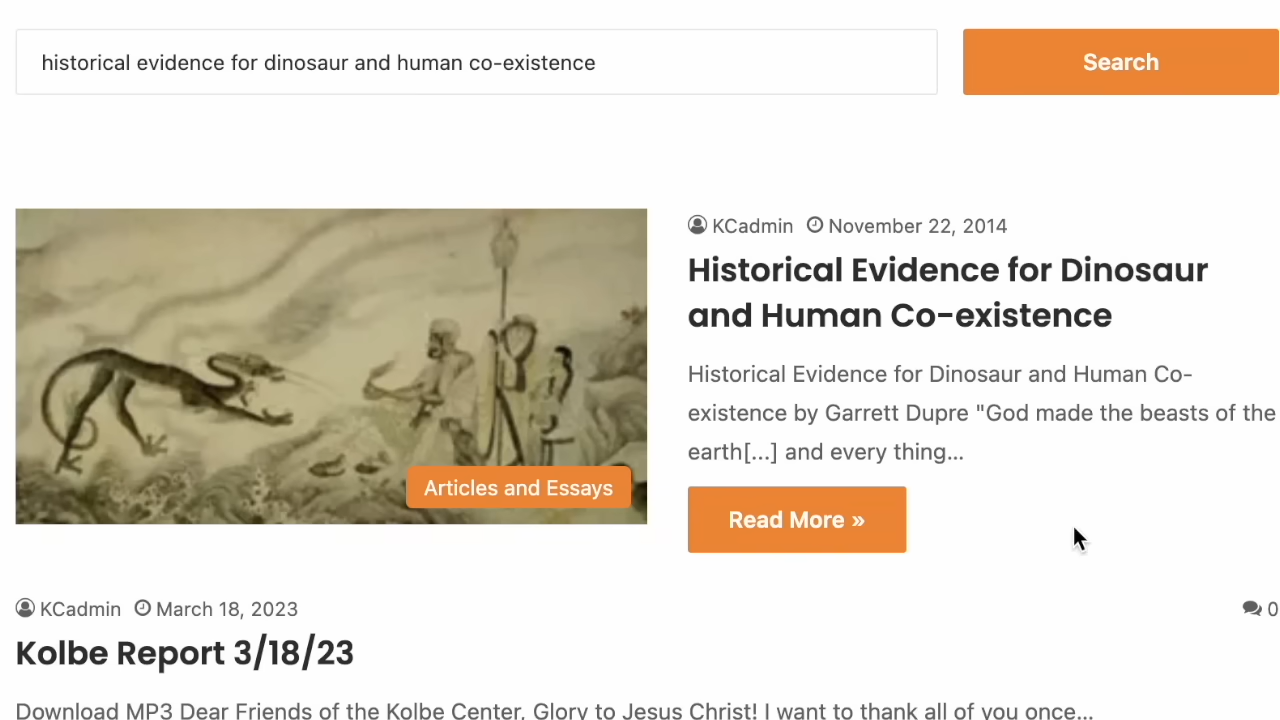 historical evidence for dinosaur and human co-existence
Search
Articles and Essays
KCadmin November 22, 2014
Historical Evidence for Dinosaur
and Human Co-existence
Historical Evidence for Dinosaur and Human Co-
existence by Garrett Dupre "God made the beasts of the
earth[...] and every thing...
Read More »
KCadmin March 18, 2023
0
Kolbe Report 3/18/23
Download MP3 Dear Friends of the Kolbe Center, Glory to Jesus Christ! I want to thank all of you once...